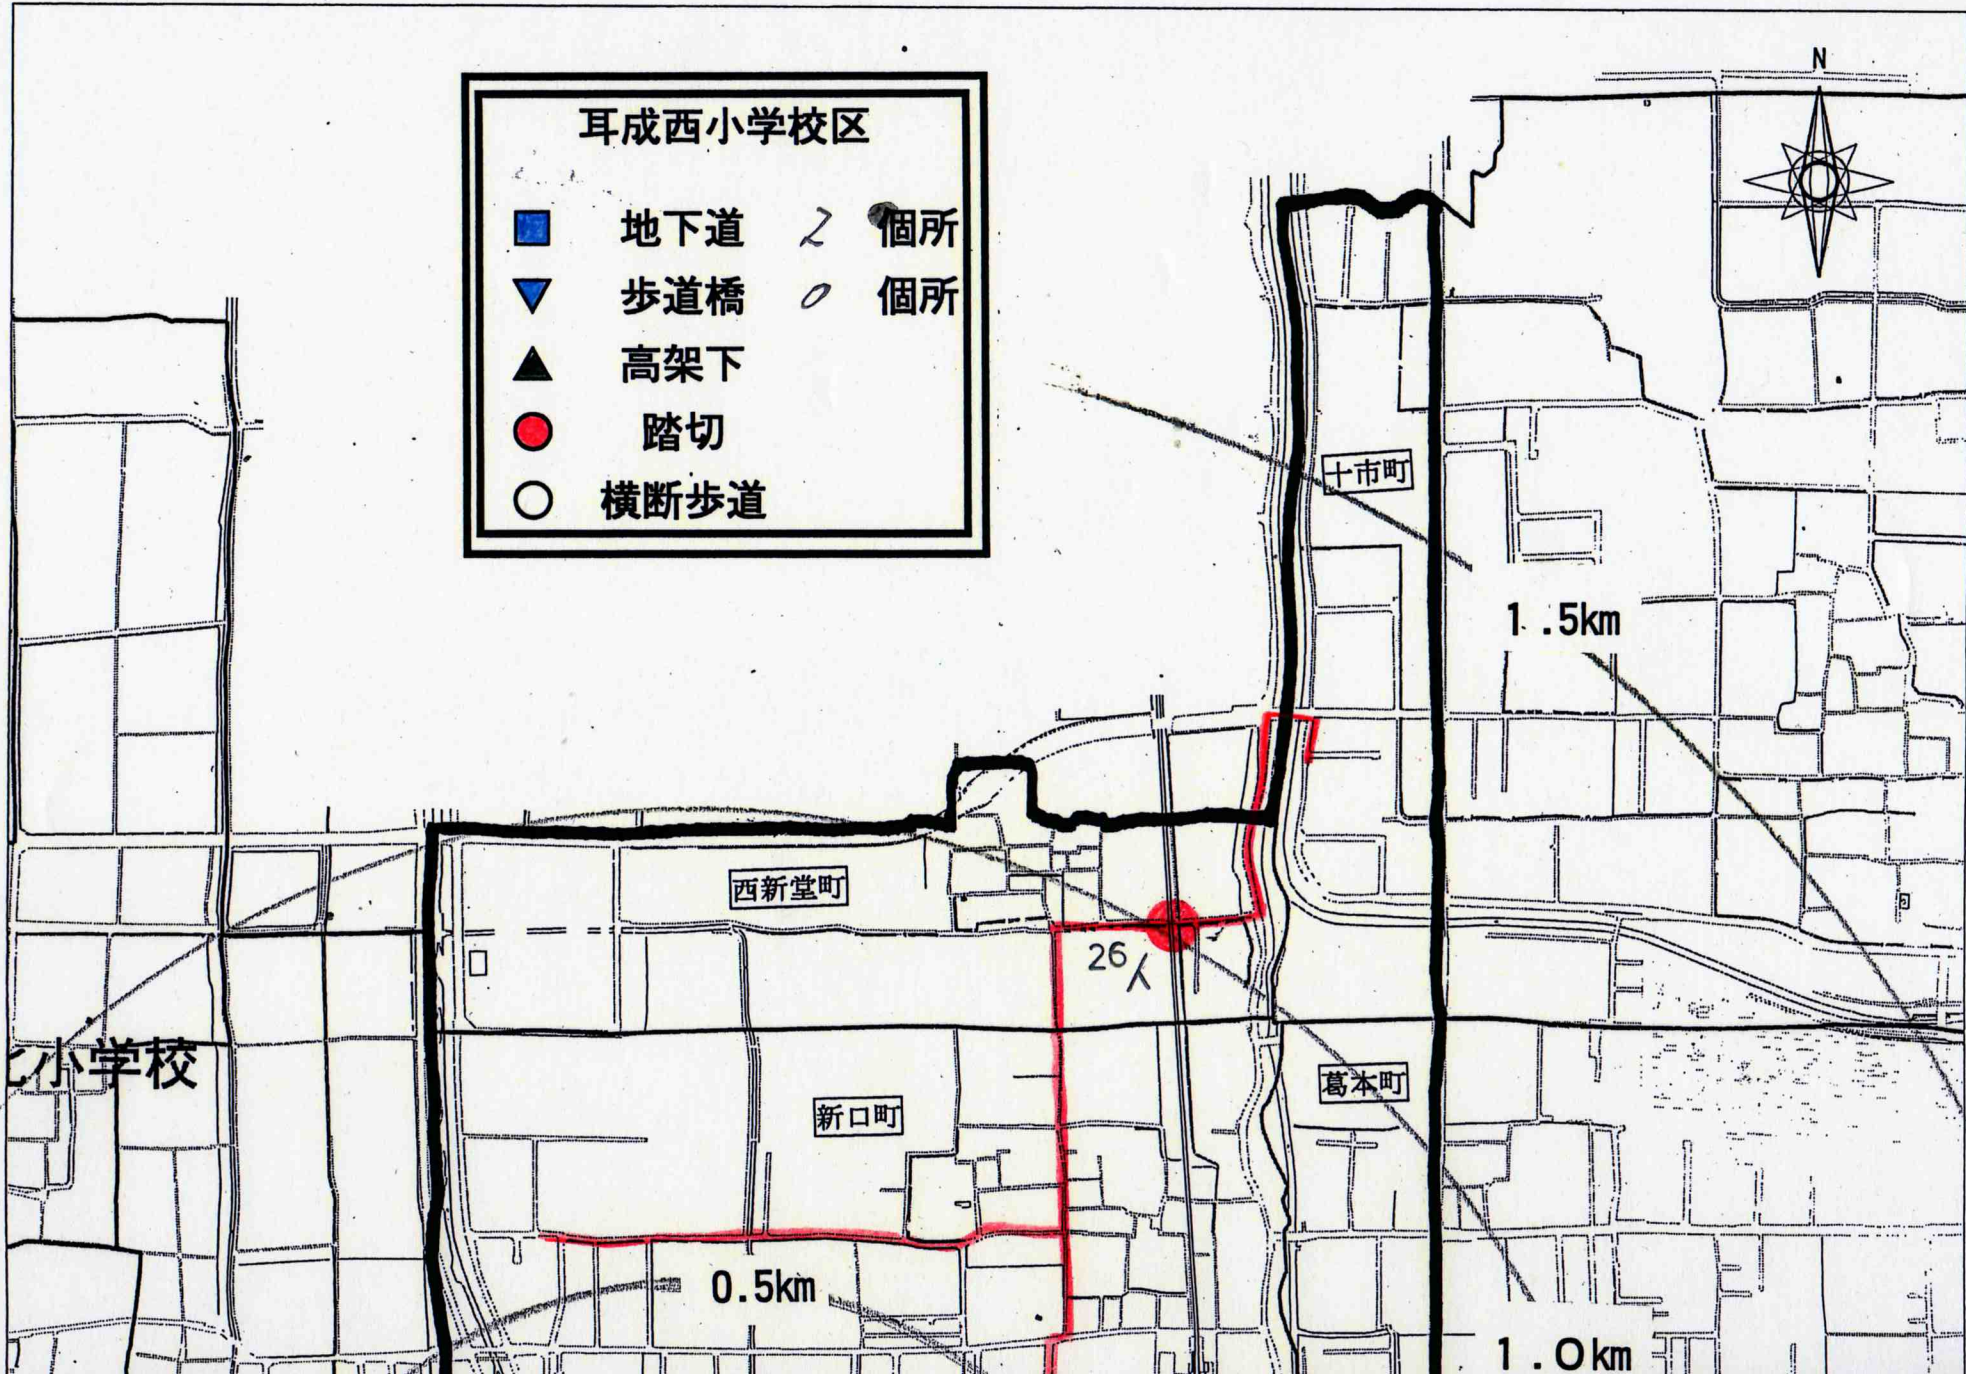 耳成西小学校区
地下道 2 個所
歩道橋 0 個所
高架下
踏切
横断歩道
N
十市町
1.5km
西新堂町
26人
小学校
葛本町
新口町
0.5km
1.0km